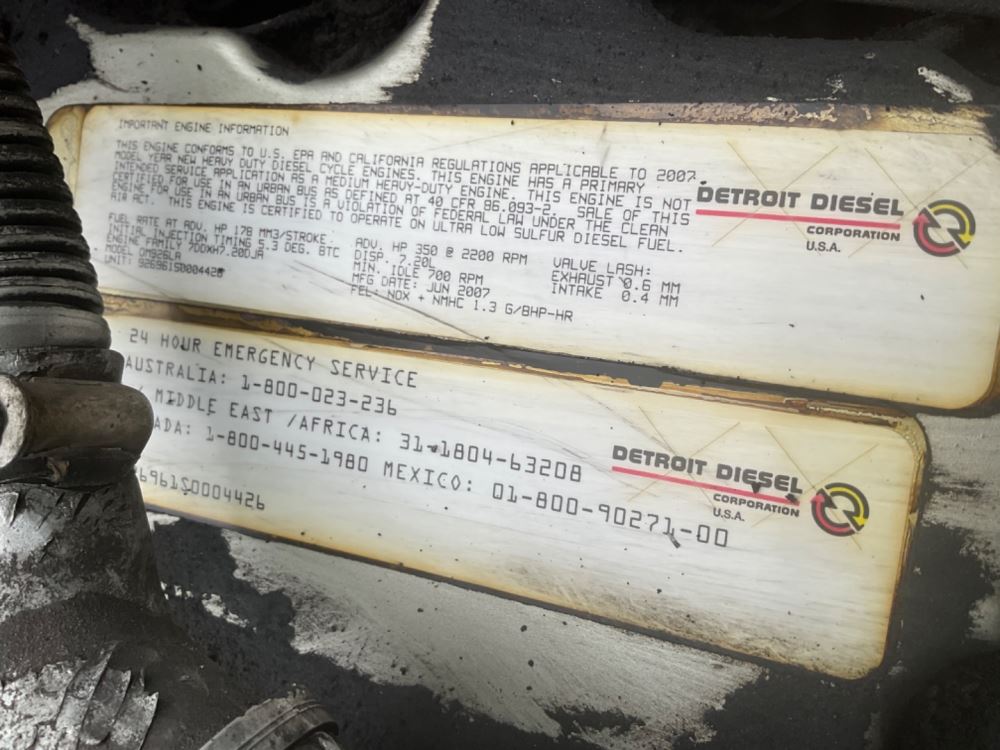 IMPORTANT ENGINE INFORMATION
THIS ENGINE CONFORMS TO U.S. EPA AND CALIFORNIA REGULATIONS APPLICABLE TO 2007
MODEL YEAR NEW HEAVY DUTY DIESEL CYCLE ENGINES. THIS ENGINE HAS A PRIMARY
INTENDED SERVICE APPLICATION AS A MEDIUM HEAVY-DUTY ENGINE THIS ENGINE IS NOT
CERTIFIED FOR USE IN AN URBAN BUS AS DEFINED AT 40 CFR 86.093-2. SALE OF THIS
ENGINE FOR USE IN AN URBAN BUS IS A VIOLATION OF FEDERAL LAW UNDER THE CLEAN
AIR ACT. THIS ENGINE IS CERTIFIED TO OPERATE ON ULTRA LOW SULFUR DIESEL FUEL.
FUEL RATE AT ADV. HP 178 MM3/STROKE. ADV. HP 350 @ 2200 RPM VALVE LASH:
INITIAL INJECTION TIMING 5.3 DEG. BTC DISP. 7.20L EXHAUST 0.6 MM
ENGINE FAMILY 7DDXH7.20DJA MIN. IDLE 700 RPM INTAKE 0.4 MM
MODEL OM926LA MFG DATE: JUN 2007
UNIT: 926961S0004426 FEL: NOX + NMHC 1.3 G/BHP-HR
DETROIT DIESEL
CORPORATION
U.S.A.
24 HOUR EMERGENCY SERVICE
AUSTRALIA: 1-800-023-236
MIDDLE EAST /AFRICA: 31-1804-63208
ADA: 1-800-445-1980 MEXICO: 01-800-90271-00
6961S0004426
DETROIT DIESEL
CORPORATION
U.S.A.